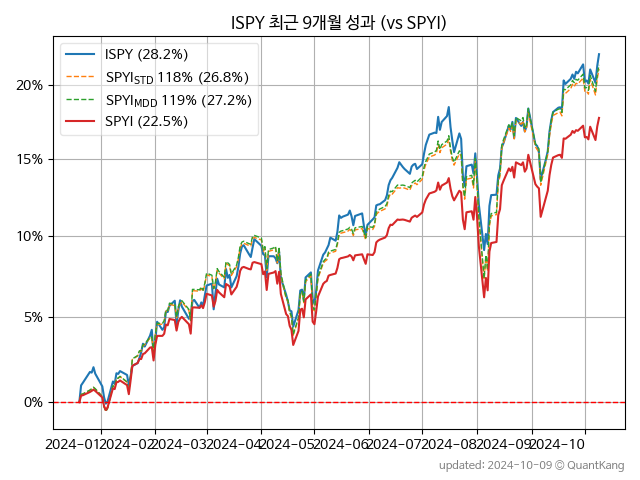 ISPY 최근 9개월 성과 (vs SPYI)
ISPY (28.2%)
SPYI_STD 118% (26.8%)
SPYI_MDD 119% (27.2%)
SPYI (22.5%)
20%
15%
10%
5%
0%
2024-01 2024-02 2024-03 2024-04 2024-05 2024-06 2024-07 2024-08 2024-09 2024-10
updated: 2024-10-09 © QuantKang